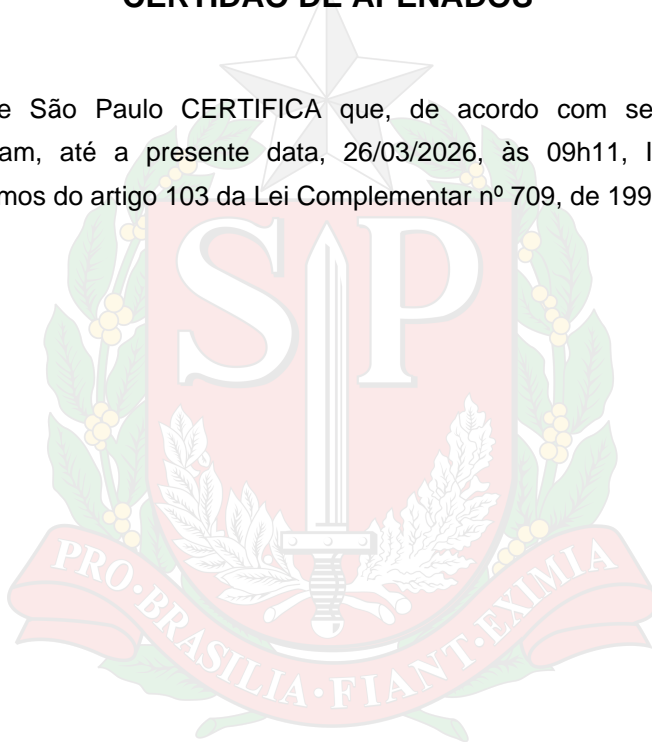 CERTIDÃO DE APENADOS
e São Paulo CERTIFICA que, de acordo com se
am, até a presente data, 26/03/2026, às 09h11, I
mos do artigo 103 da Lei Complementar nº 709, de 199
SP
PRO·BRASILIA·FIANT·EXIMIA